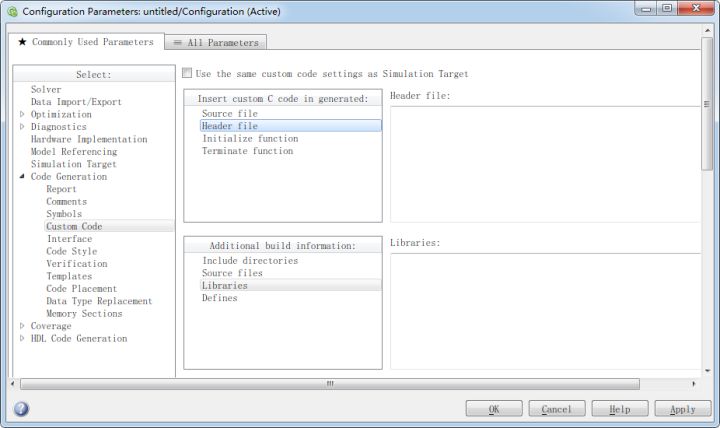 Configuration Parameters: untitled/Configuration (Active)
★ Commonly Used Parameters
≡ All Parameters
Select:
Solver
Data Import/Export
Optimization
Diagnostics
Hardware Implementation
Model Referencing
Simulation Target
Code Generation
Report
Comments
Symbols
Custom Code
Interface
Code Style
Verification
Templates
Code Placement
Data Type Replacement
Memory Sections
Coverage
HDL Code Generation
Use the same custom code settings as Simulation Target
Insert custom C code in generated:
Source file
Header file
Initialize function
Terminate function
Header file:
Additional build information:
Include directories
Source files
Libraries
Defines
Libraries:
OK
Cancel
Help
Apply